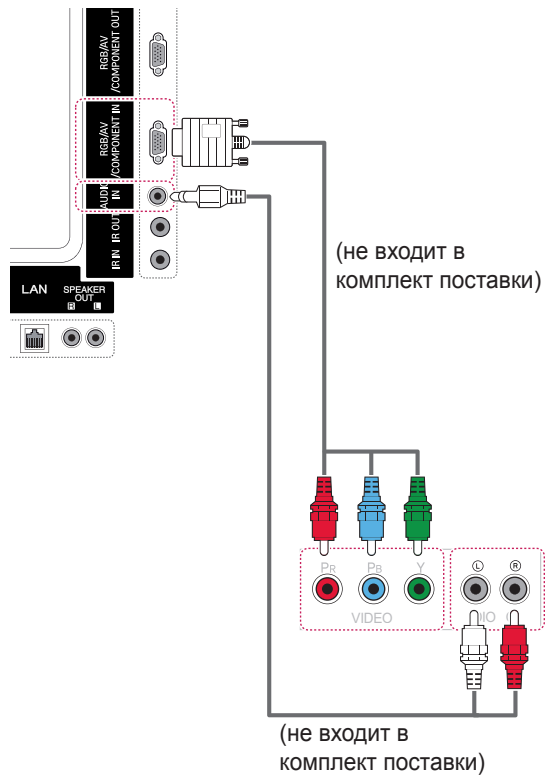 RGB/AV
/COMPONENT OUT
RGB/AV
/COMPONENT IN
AUDIO
IN
IR OUT
IR IN
LAN
SPEAKER
OUT
R L
(не входит в
комплект поставки)
PR PB Y
VIDEO
L R
(не входит в
комплект поставки)